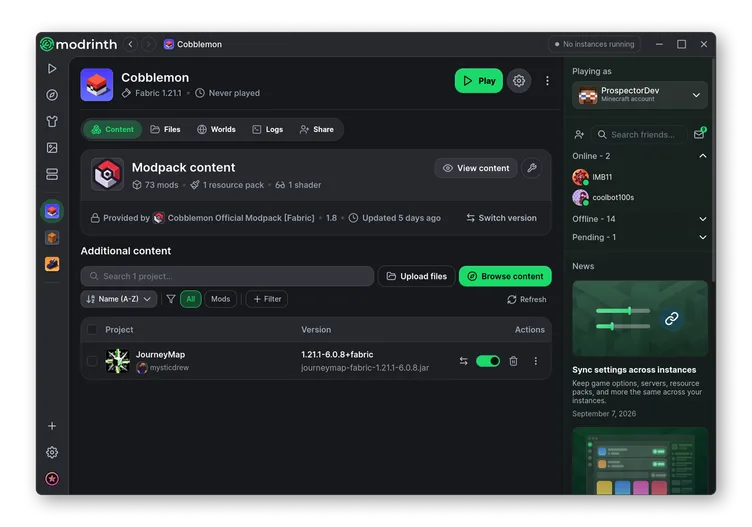 modrinth
Cobblemon
No instances running
Cobblemon
Fabric 1.21.1 • Never played
Play
Content
Files
Worlds
Logs
Share
Modpack content
73 mods • 1 resource pack • 1 shader
View content
Provided by Cobblemon Official Modpack [Fabric] • 1.8 • Updated 5 days ago
Switch version
Additional content
Search 1 project...
Upload files
Browse content
Name (A-Z)
All
Mods
+ Filter
Refresh
Project
Version
Actions
JourneyMap
mysticdrew
1.21.1-6.0.8+fabric
journeymap-fabric-1.21.1-6.0.8.jar
Playing as
ProspectorDev
Minecraft account
Search friends...
Online - 2
IMB11
coolbot100s
Offline - 14
Pending - 1
News
Sync settings across instances
Keep game options, servers, resource
packs, and more the same across your
instances.
September 7, 2026